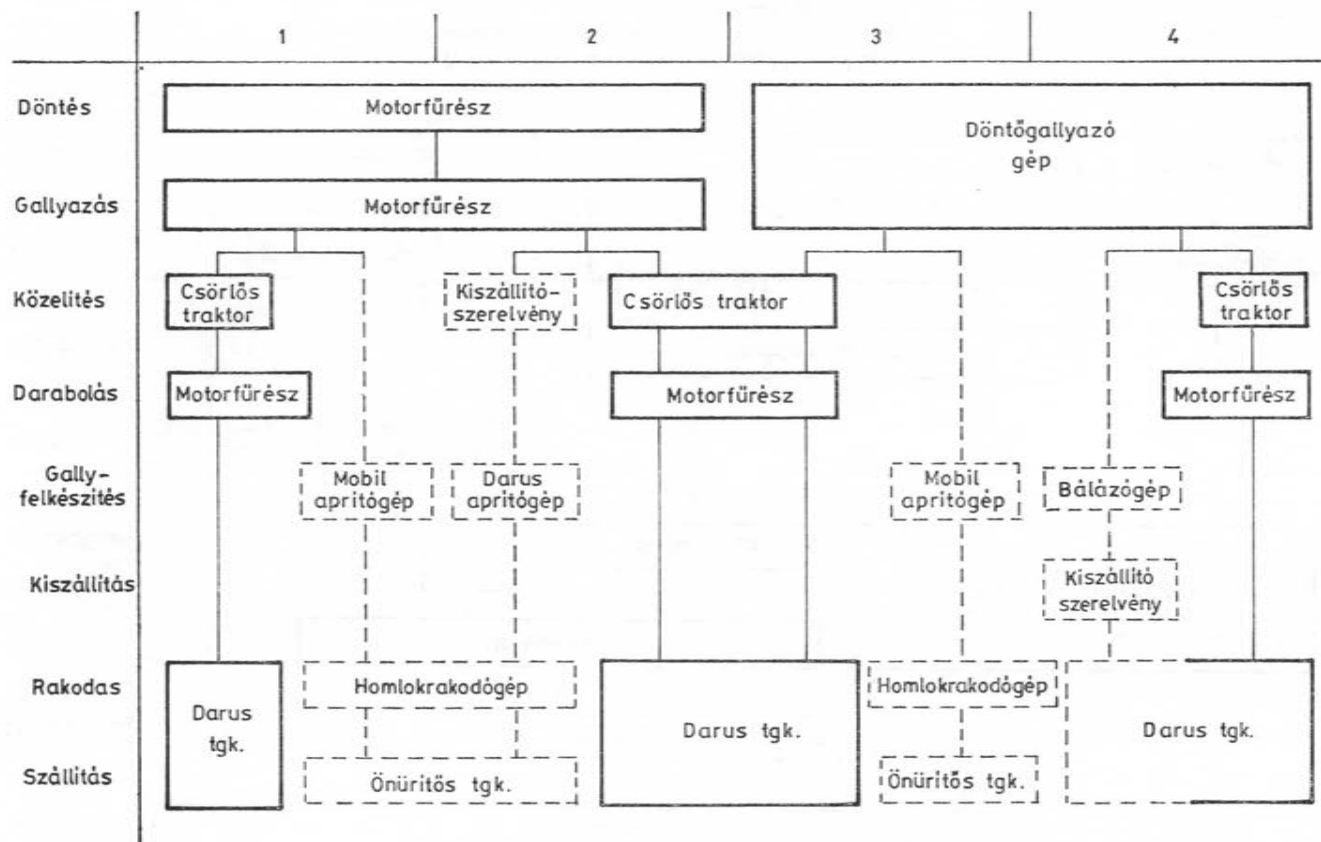 1 2 3 4
Döntés
Motorfűrész
Döntőgallyazó
gép
Gallyazás
Motorfűrész
Közelítés
Csörlős
traktor
Kiszállító-
szerelvény
Csörlős traktor
Csörlős
traktor
Darabolás
Motorfűrész
Motorfűrész
Motorfűrész
Gally-
felkészítés
Mobil
aprítógép
Darus
aprítógép
Mobil
aprítógép
Bálázógép
Kiszállítás
Kiszállító
szerelvény
Rakodas
Homlokrakodógép
Homlokrakodógép
Darus
tgk.
Darus tgk.
Darus tgk.
Szállítás
Önürítős tgk.
Önürítős tgk.